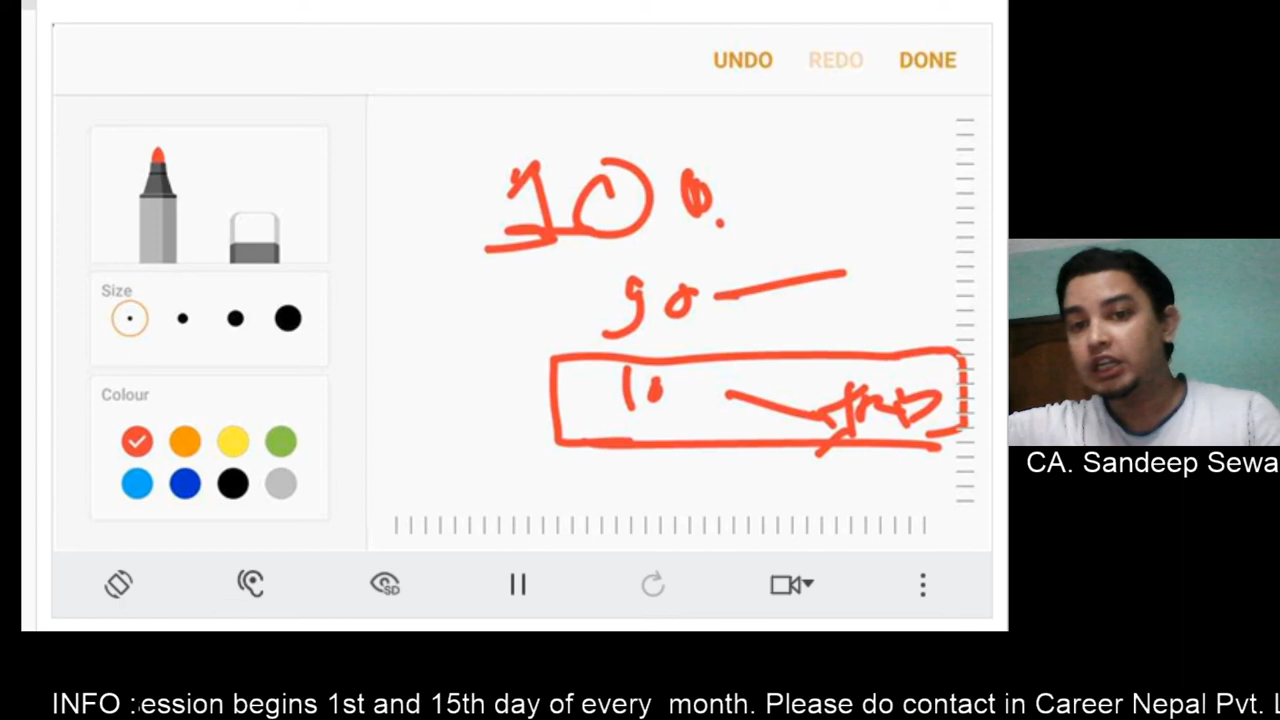 UNDO REDO DONE
100.
Size
90
Colour
10
SD
CA. Sandeep Sewa
INFO : ession begins 1st and 15th day of every month. Please do contact in Career Nepal Pvt. L